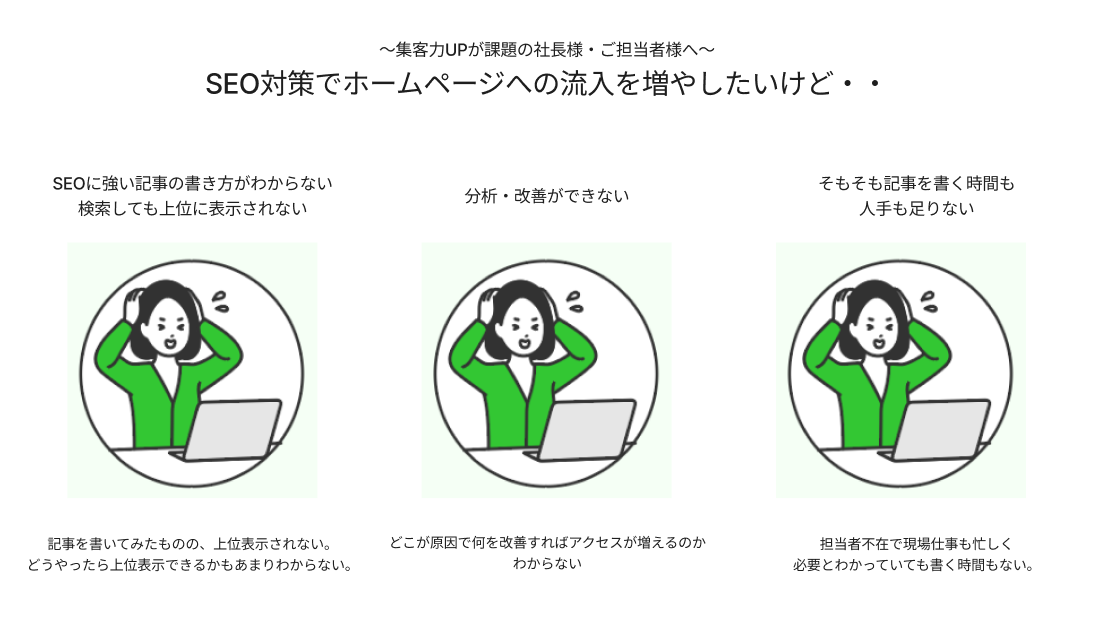 ～集客力UPが課題の社長様・ご担当者様へ～
SEO対策でホームページへの流入を増やしたいけど・・
SEOに強い記事の書き方がわからない
検索しても上位に表示されない
分析・改善ができない
そもそも記事を書く時間も
人手も足りない
記事を書いてみたものの、上位表示されない。
どうやったら上位表示できるかもあまりわからない。
どこが原因で何を改善すればアクセスが増えるのか
わからない
担当者不在で現場仕事も忙しく
必要とわかっていても書く時間もない。